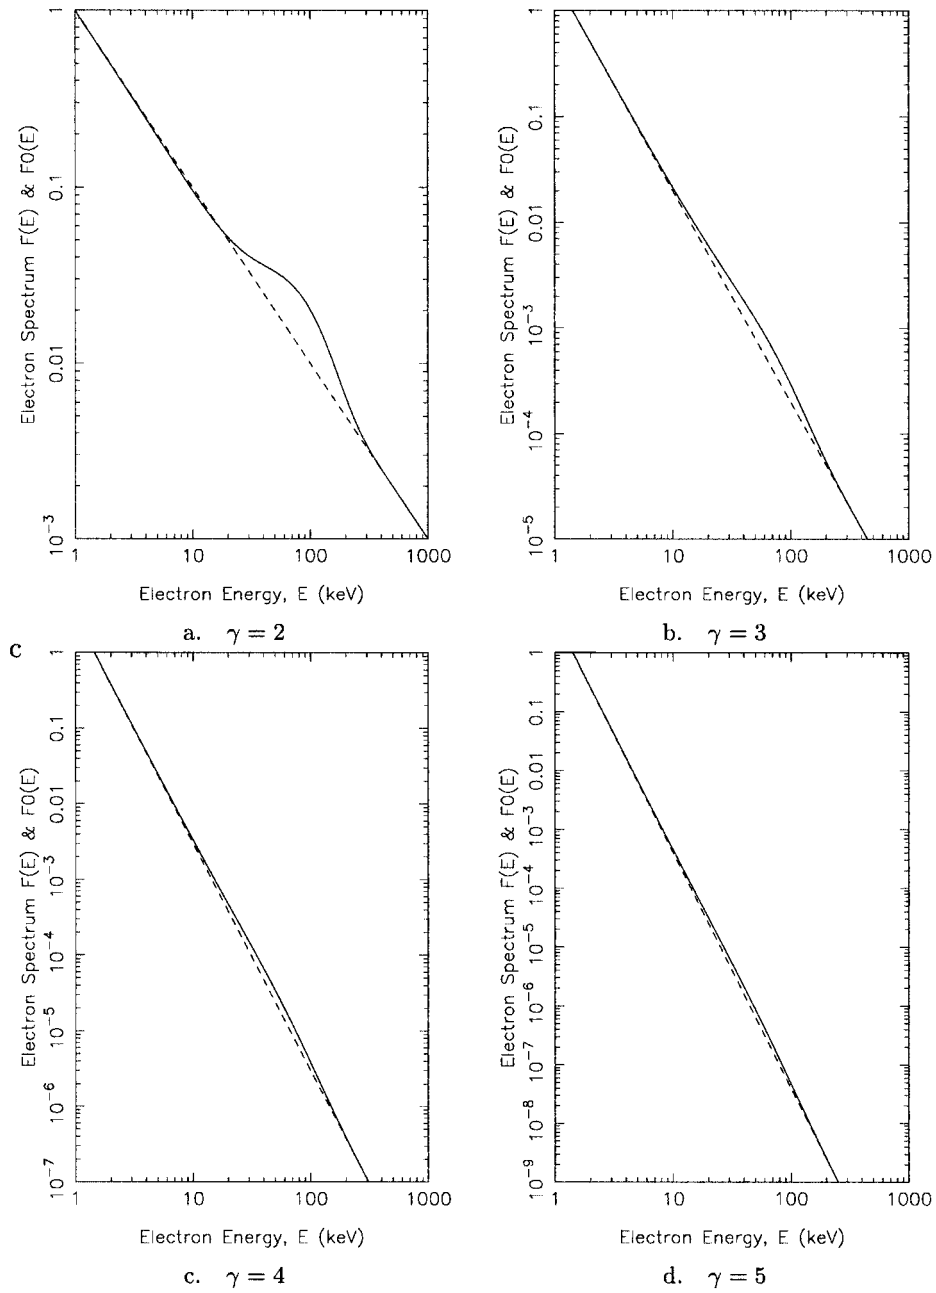 1
0.1
0.01
10⁻³
Electron Spectrum F(E) & F0(E)
1 10 100 1000
Electron Energy, E (keV)
a. γ = 2
1
0.1
0.01
10⁻³
10⁻⁴
10⁻⁵
Electron Spectrum F(E) & F0(E)
1 10 100 1000
Electron Energy, E (keV)
b. γ = 3
c
1
0.1
0.01
10⁻³
10⁻⁴
10⁻⁵
10⁻⁶
10⁻⁷
Electron Spectrum F(E) & F0(E)
1 10 100 1000
Electron Energy, E (keV)
c. γ = 4
1
0.1
0.01
10⁻³
10⁻⁴
10⁻⁵
10⁻⁶
10⁻⁷
10⁻⁸
10⁻⁹
Electron Spectrum F(E) & F0(E)
1 10 100 1000
Electron Energy, E (keV)
d. γ = 5